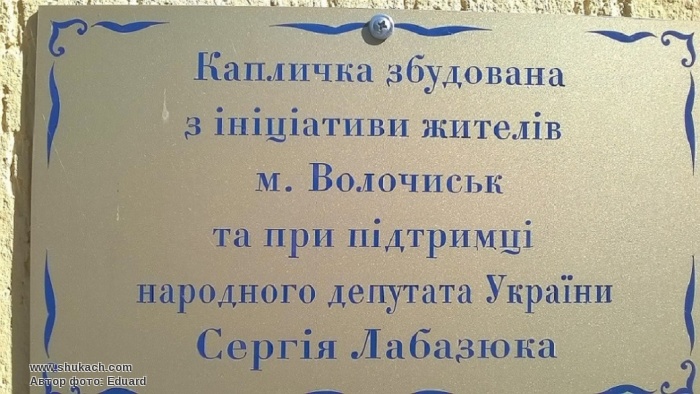 Капличка збудована
з ініціативи жителів
м. Волочиськ
та при підтримці
народного депутата України
Сергія Лабазюка
www.shukach.com
Автор фото: Eduard